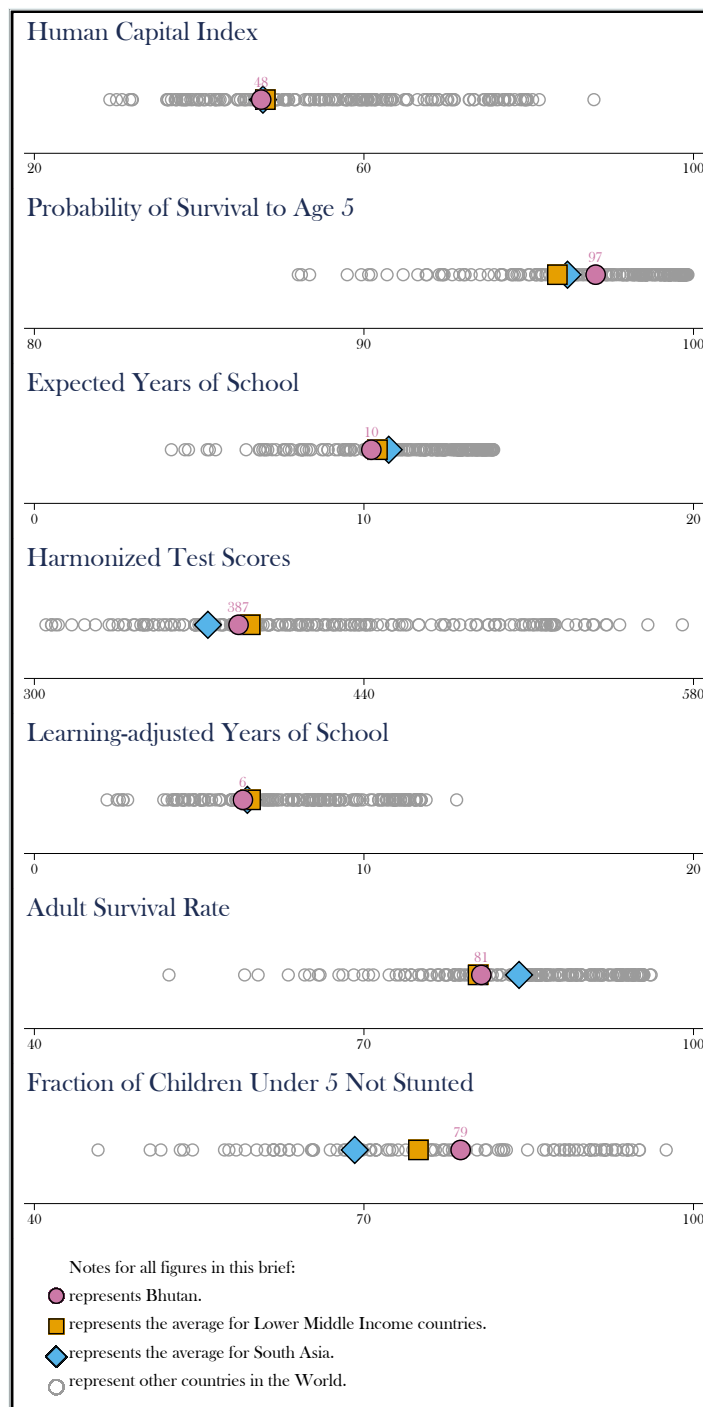 Human Capital Index
48
20 60 100
Probability of Survival to Age 5
97
80 90 100
Expected Years of School
10
0 10 20
Harmonized Test Scores
387
300 440 580
Learning-adjusted Years of School
6
0 10 20
Adult Survival Rate
81
40 70 100
Fraction of Children Under 5 Not Stunted
79
40 70 100
Notes for all figures in this brief:
represents Bhutan.
represents the average for Lower Middle Income countries.
represents the average for South Asia.
represent other countries in the World.